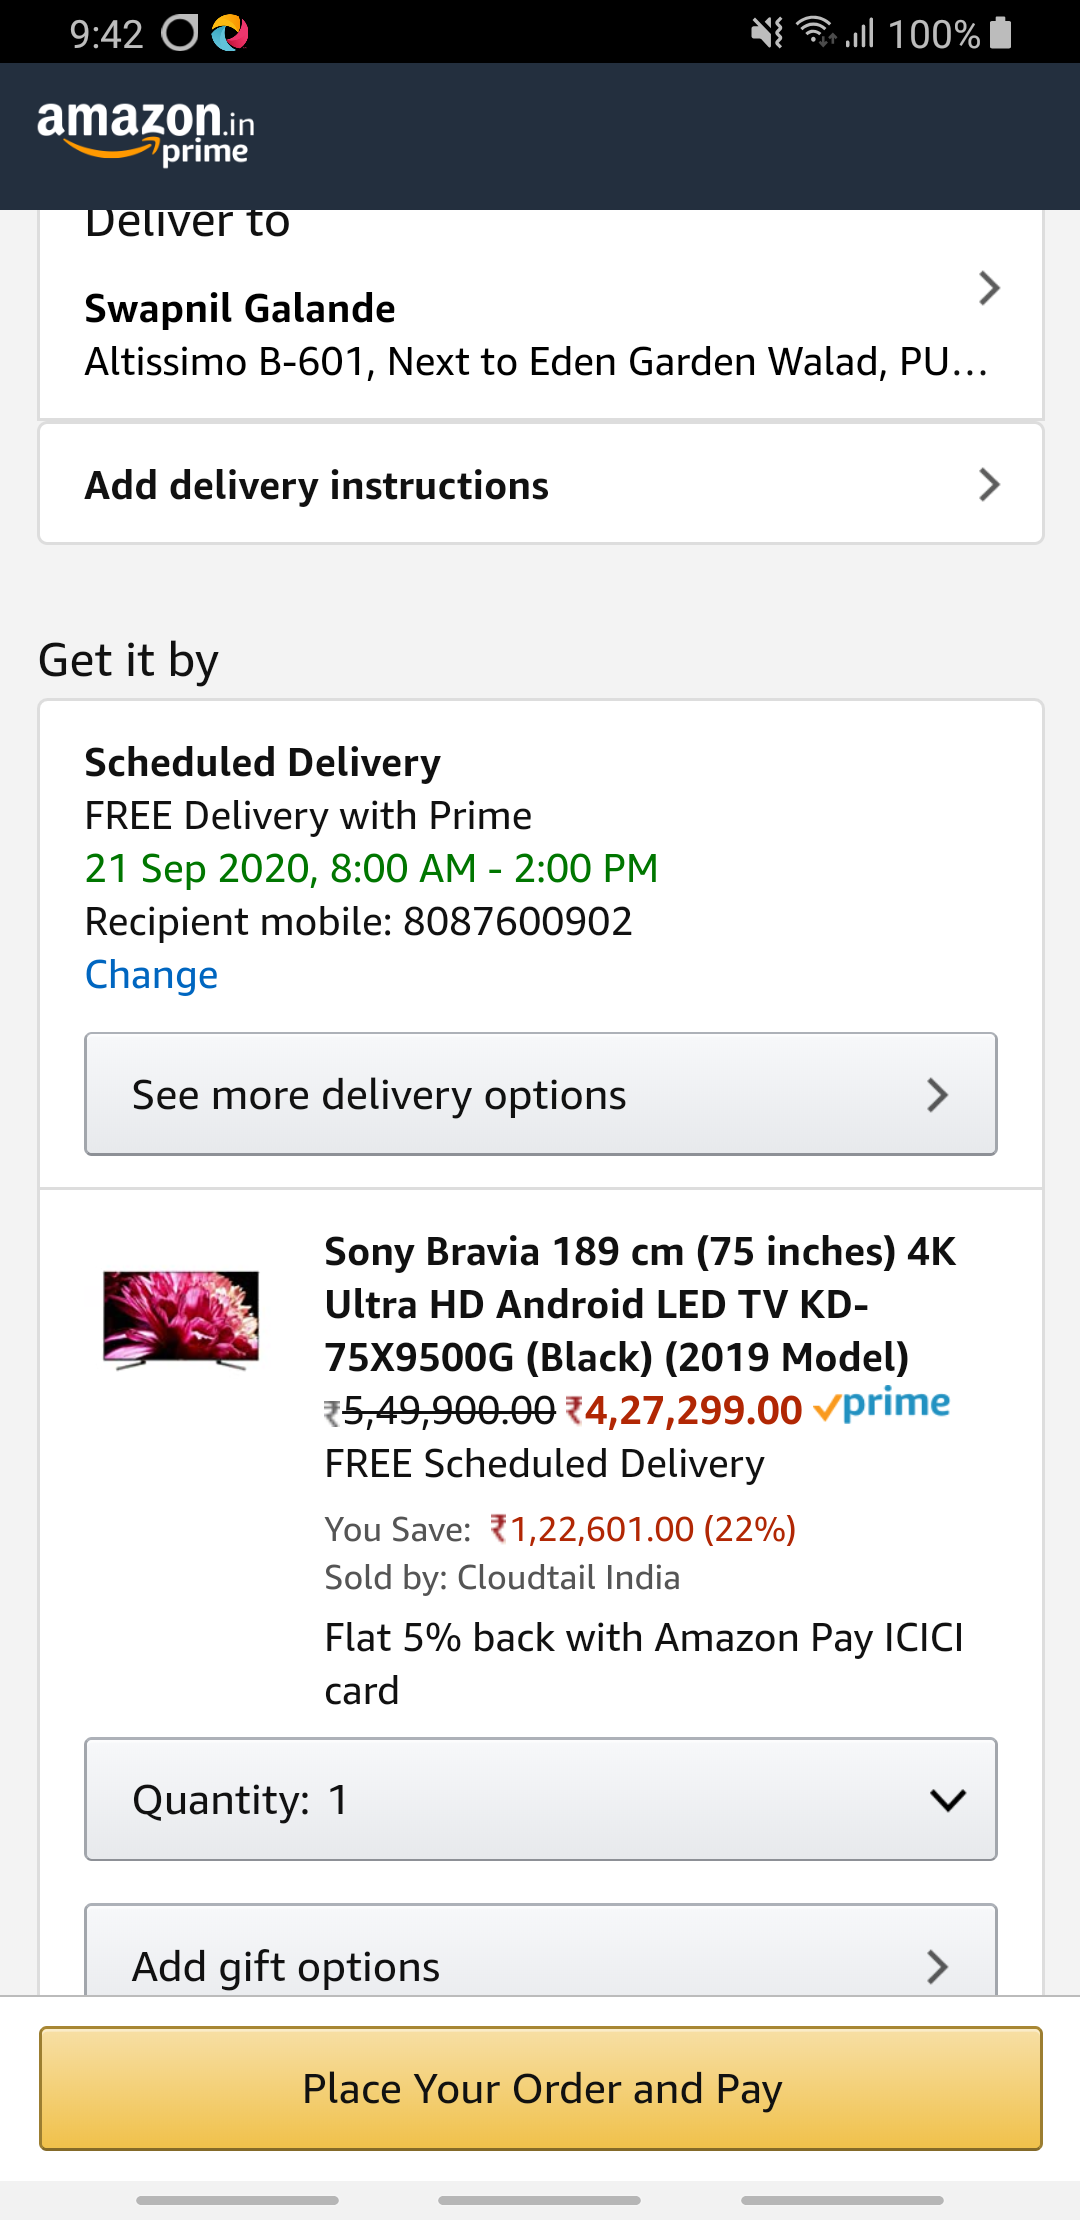 9:42
100%
amazon.in
prime
Deliver to
Swapnil Galande
Altissimo B-601, Next to Eden Garden Walad, PU...
Add delivery instructions
Get it by
Scheduled Delivery
FREE Delivery with Prime
21 Sep 2020, 8:00 AM - 2:00 PM
Recipient mobile: 8087600902
Change
See more delivery options
Sony Bravia 189 cm (75 inches) 4K
Ultra HD Android LED TV KD-
75X9500G (Black) (2019 Model)
₹5,49,900.00 ₹4,27,299.00 prime
FREE Scheduled Delivery
You Save: ₹1,22,601.00 (22%)
Sold by: Cloudtail India
Flat 5% back with Amazon Pay ICICI
card
Quantity: 1
Add gift options
Place Your Order and Pay